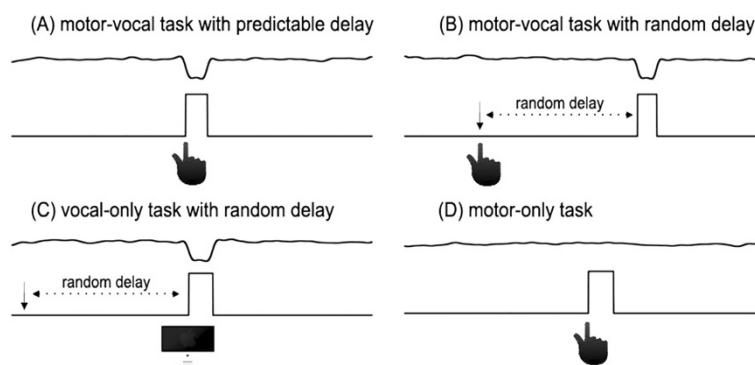 (A) motor-vocal task with predictable delay
(B) motor-vocal task with random delay
random delay
(C) vocal-only task with random delay
(D) motor-only task
random delay